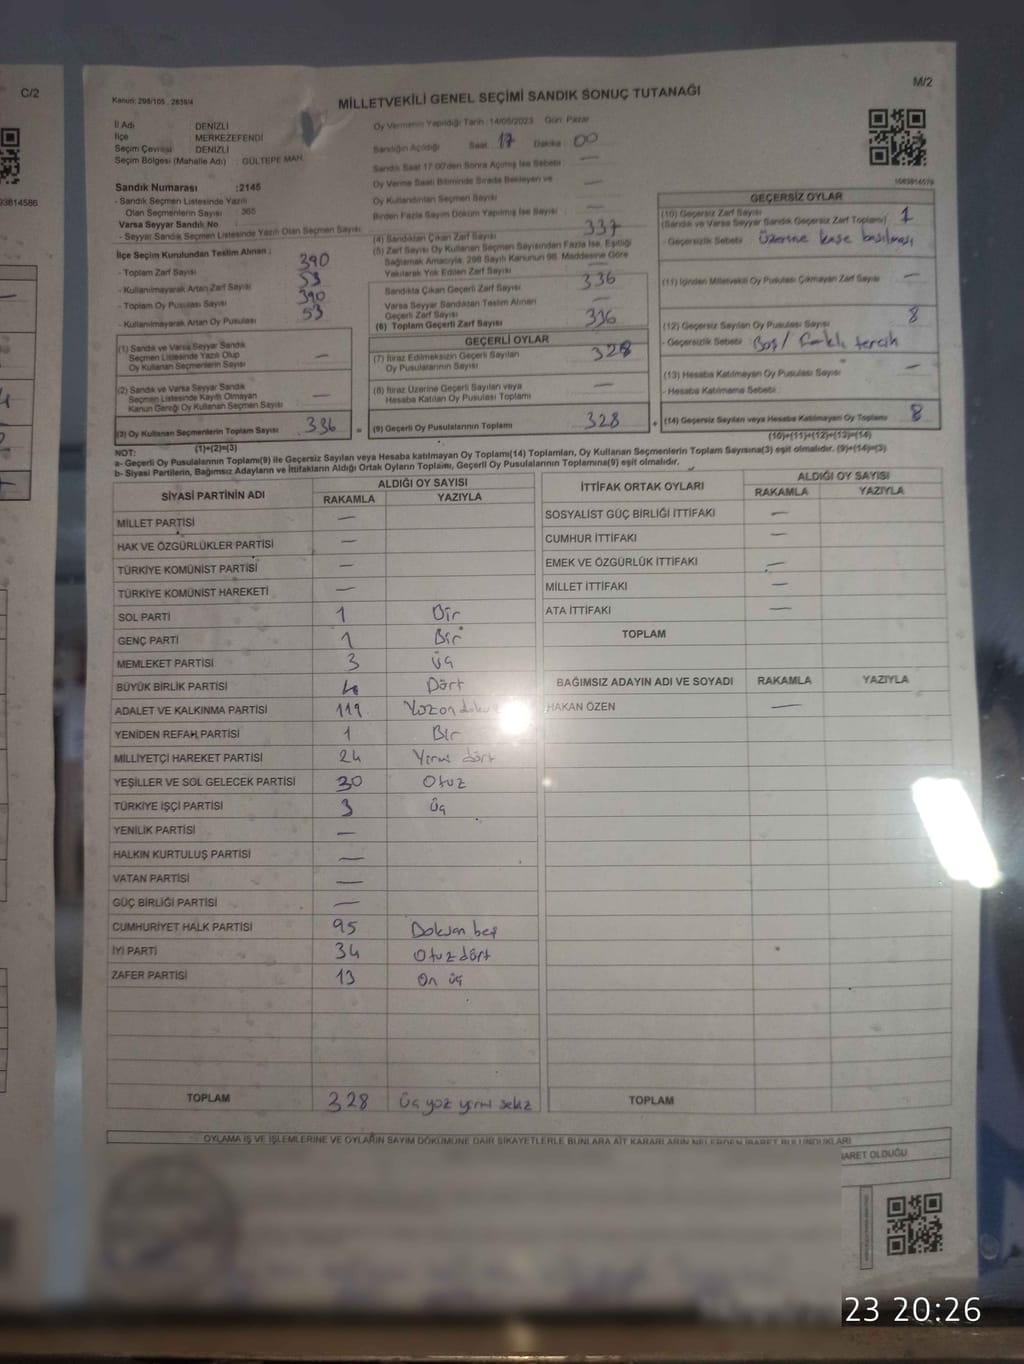 C/2
93814586
Kanun: 298/105 , 2839/4
MİLLETVEKİLİ GENEL SEÇİMİ SANDIK SONUÇ TUTANAĞI
M/2
İl Adı DENİZLİ
İlçe MERKEZEFENDİ
Seçim Çevresi DENİZLİ
Seçim Bölgesi (Mahalle Adı) GÜLTEPE MAH.
Oy Vermenin Yapıldığı Tarih :14/05/2023 Gün: Pazar
Sandığın Açıldığı Saat: 17 Dakika: 00
Sandık Saat 17:00'den Sonra Açılmış İse Sebebi —
Oy Verme Saati Bitiminde Sırada Bekleyen ve
Oy Kullandırılan Seçmen Sayısı —
Birden Fazla Sayım Döküm Yapılmış İse Sayısı —
Sandık Numarası :2145
- Sandık Seçmen Listesinde Yazılı
Olan Seçmenlerin Sayısı : 365
Varsa Seyyar Sandık No
- Seyyar Sandık Seçmen Listesinde Yazılı Olan Seçmen Sayısı
İlçe Seçim Kurulundan Teslim Alınan :
- Toplam Zarf Sayısı 390
- Kullanılmayarak Artan Zarf Sayısı 53
- Toplam Oy Pusulası Sayısı 390
- Kullanılmayarak Artan Oy Pusulası 53
(1) Sandık ve Varsa Seyyar Sandık
Seçmen Listesinde Yazılı Olup
Oy Kullanan Seçmenlerin Sayısı —
(2) Sandık ve Varsa Seyyar Sandık
Seçmen Listesinde Kayıtlı Olmayan
Kanun Gereği Oy Kullanan Seçmen Sayısı —
(3) Oy Kullanan Seçmenlerin Toplam Sayısı 336
(1)+(2)=(3)
(4) Sandıktan Çıkan Zarf Sayısı 337
(5) Zarf Sayısı Oy Kullanan Seçmen Sayısından Fazla İse, Eşitliği
Sağlamak Amacıyla, 298 Sayılı Kanunun 98. Maddesine Göre
Yakılarak Yok Edilen Zarf Sayısı —
Sandıkta Çıkan Geçerli Zarf Sayısı 336
Varsa Seyyar Sandıktan Teslim Alınan
Geçerli Zarf Sayısı —
(6) Toplam Geçerli Zarf Sayısı 336
GEÇERLİ OYLAR
(7) İtiraz Edilmeksizin Geçerli Sayılan
Oy Pusulalarının Sayısı 328
(8) İtiraz Üzerine Geçerli Sayılan veya
Hesaba Katılan Oy Pusulası Toplamı —
= (9) Geçerli Oy Pusulalarının Toplamı 328
GEÇERSİZ OYLAR
(10) Geçersiz Zarf Sayısı
(Sandık ve Varsa Seyyar Sandık Geçersiz Zarf Toplamı) 1
- Geçersizlik Sebebi Üzerine kaşe basılması
(11) İçinden Milletvekili Oy Pusulası Çıkmayan Zarf Sayısı —
(12) Geçersiz Sayılan Oy Pusulası Sayısı 8
- Geçersizlik Sebebi Boş / Farklı tercih
(13) Hesaba Katılmayan Oy Pusulası Sayısı —
- Hesaba Katılmama Sebebi
+ (14) Geçersiz Sayılan veya Hesaba Katılmayan Oy Toplamı 8
(10)+(11)+(12)+(13)=(14)
NOT:
a- Geçerli Oy Pusulalarının Toplamı(9) ile Geçersiz Sayılan veya Hesaba katılmayan Oy Toplamı(14) Toplamları, Oy Kullanan Seçmenlerin Toplam Sayısına(3) eşit olmalıdır. (9)+(14)=(3)
b- Siyasi Partilerin, Bağımsız Adayların ve İttifakların Aldığı Ortak Oyların Toplamı, Geçerli Oy Pusulalarının Toplamına(9) eşit olmalıdır.
SİYASİ PARTİNİN ADI ALDIĞI OY SAYISI
RAKAMLA YAZIYLA
MİLLET PARTİSİ —
HAK VE ÖZGÜRLÜKLER PARTİSİ —
TÜRKİYE KOMÜNİST PARTİSİ —
TÜRKİYE KOMÜNİST HAREKETİ —
SOL PARTİ 1 Bir
GENÇ PARTİ 1 Bir
MEMLEKET PARTİSİ 3 üç
BÜYÜK BİRLİK PARTİSİ 4 Dört
ADALET VE KALKINMA PARTİSİ 119 Yüzon doku
YENİDEN REFAH PARTİSİ 1 Bir
MİLLİYETÇİ HAREKET PARTİSİ 24 Yirmi dört
YEŞİLLER VE SOL GELECEK PARTİSİ 30 Otuz
TÜRKİYE İŞÇİ PARTİSİ 3 üç
YENİLİK PARTİSİ —
HALKIN KURTULUŞ PARTİSİ —
VATAN PARTİSİ —
GÜÇ BİRLİĞİ PARTİSİ —
CUMHURİYET HALK PARTİSİ 95 Doksan beş
İYİ PARTİ 34 Otuz dört
ZAFER PARTİSİ 13 On üç
TOPLAM 328 üç yüz yirmi sekiz
İTTİFAK ORTAK OYLARI ALDIĞI OY SAYISI
RAKAMLA YAZIYLA
SOSYALİST GÜÇ BİRLİĞİ İTTİFAKI —
CUMHUR İTTİFAKI —
EMEK VE ÖZGÜRLÜK İTTİFAKI —
MİLLET İTTİFAKI —
ATA İTTİFAKI —
TOPLAM
BAĞIMSIZ ADAYIN ADI VE SOYADI RAKAMLA YAZIYLA
HAKAN ÖZEN —
TOPLAM
OYLAMA İŞ VE İŞLEMLERİNE VE OYLARIN SAYIM DÖKÜMÜNE DAİR ŞİKAYETLERLE BUNLARA AİT KARARLARIN NELERDEN İBARET BULUNDUKLARI
İBARET OLDUĞU
23 20:26